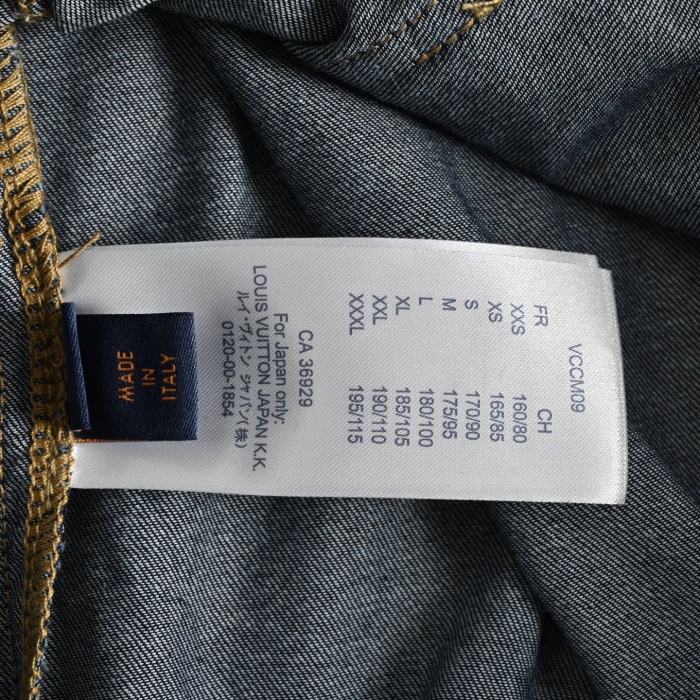 VCCM09
FR CH
XXS 160/80
XS 165/85
S 170/90
M 175/95
L 180/100
XL 185/105
XXL 190/110
XXXL 195/115
CA 36929
For Japan only:
LOUIS VUITTON JAPAN K.K.
ルイ・ヴィトン ジャパン(株)
0120-00-1854
MADE
IN
ITALY